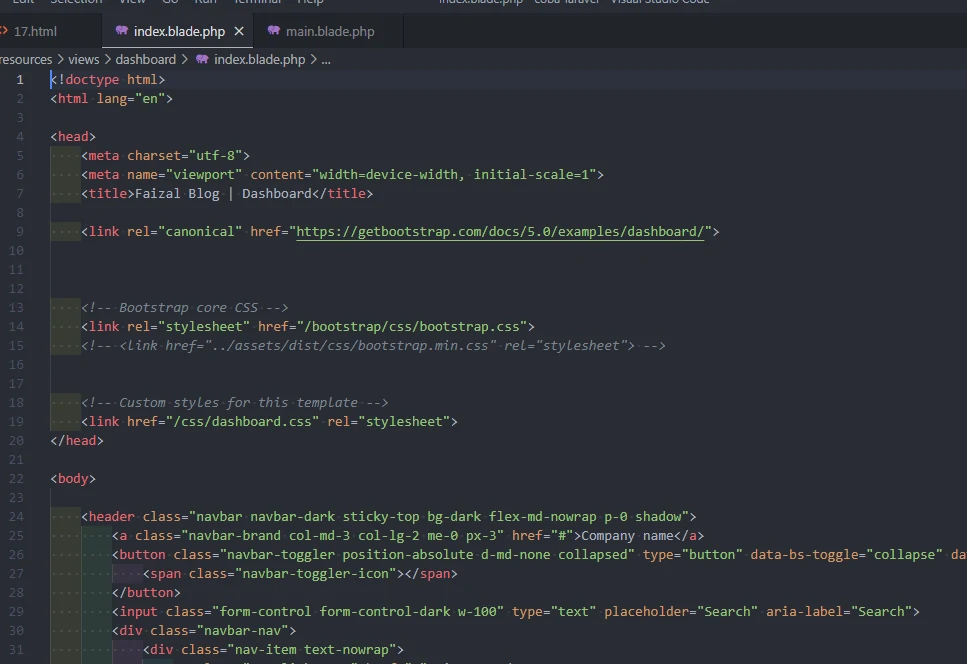 Edit Selection View Go Run Terminal Help index.blade.php - coba-laravel - Visual Studio Code
17.html index.blade.php × main.blade.php
resources > views > dashboard > index.blade.php > ...
1 <!doctype html>
2 <html lang="en">
3
4 <head>
5 <meta charset="utf-8">
6 <meta name="viewport" content="width=device-width, initial-scale=1">
7 <title>Faizal Blog | Dashboard</title>
8
9 <link rel="canonical" href="https://getbootstrap.com/docs/5.0/examples/dashboard/">
10
11
12
13 <!-- Bootstrap core CSS -->
14 <link rel="stylesheet" href="/bootstrap/css/bootstrap.css">
15 <!-- <link href="../assets/dist/css/bootstrap.min.css" rel="stylesheet"> -->
16
17
18 <!-- Custom styles for this template -->
19 <link href="/css/dashboard.css" rel="stylesheet">
20 </head>
21
22 <body>
23
24 <header class="navbar navbar-dark sticky-top bg-dark flex-md-nowrap p-0 shadow">
25 <a class="navbar-brand col-md-3 col-lg-2 me-0 px-3" href="#">Company name</a>
26 <button class="navbar-toggler position-absolute d-md-none collapsed" type="button" data-bs-toggle="collapse" da
27 <span class="navbar-toggler-icon"></span>
28 </button>
29 <input class="form-control form-control-dark w-100" type="text" placeholder="Search" aria-label="Search">
30 <div class="navbar-nav">
31 <div class="nav-item text-nowrap">